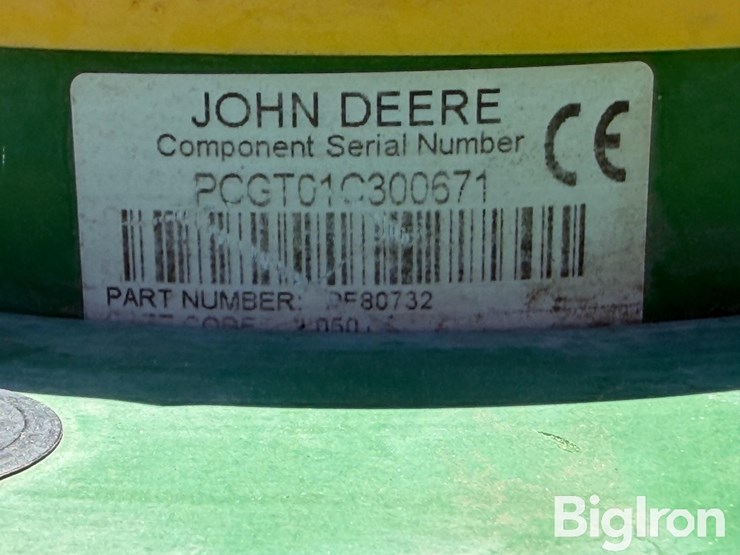 JOHN DEERE
Component Serial Number
CE
PCGT01C300671
PART NUMBER: PF80732
BigIron